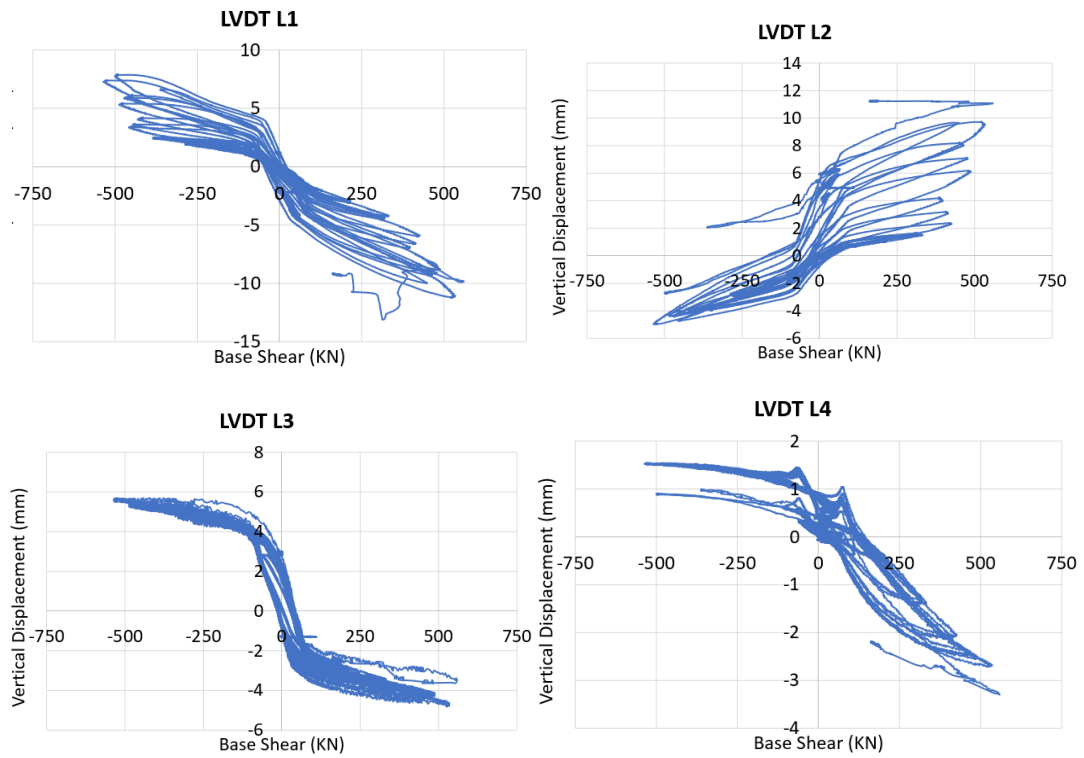 LVDT L1
10
5
0
-750 -500 -250 0 250 500 750
-5
-10
-15
Base Shear (KN)
LVDT L2
Vertical Displacement (mm)
14
12
10
8
6
4
2
0
-750 -500 -250 0 250 500 750
-2
-4
-6
Base Shear (KN)
LVDT L3
Vertical Displacement (mm)
8
6
4
2
0
-750 -500 -250 0 250 500 750
-2
-4
-6
Base Shear (KN)
LVDT L4
Vertical Displacement (mm)
2
1
0
-750 -500 -250 0 250 500 750
-1
-2
-3
-4
Base Shear (KN)